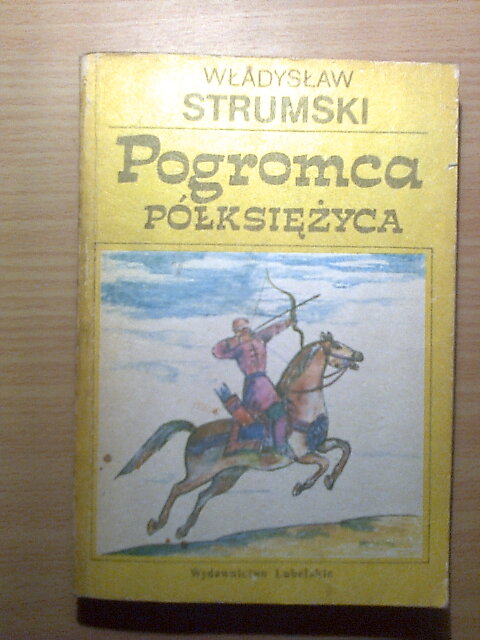 WŁADYSŁAW
STRUMSKI
Pogromca
PÓŁKSIĘŻYCA
Wydawnictwo Lubelskie